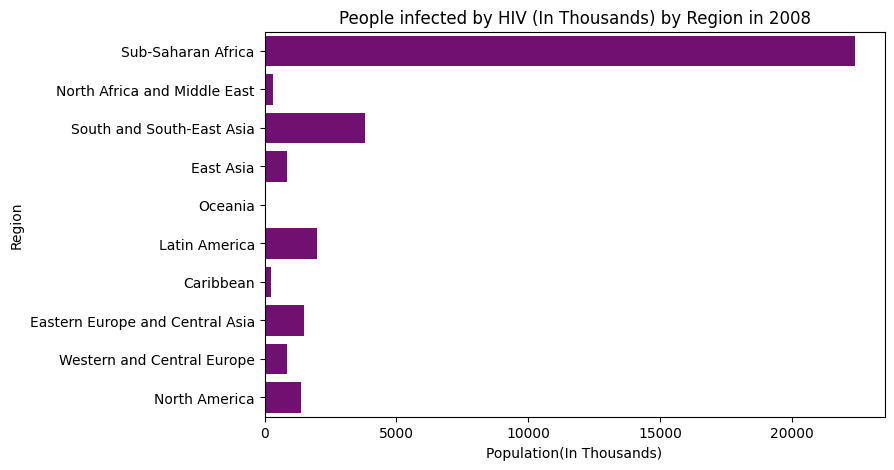 People infected by HIV (In Thousands) by Region in 2008
Region
Sub-Saharan Africa
North Africa and Middle East
South and South-East Asia
East Asia
Oceania
Latin America
Caribbean
Eastern Europe and Central Asia
Western and Central Europe
North America
0 5000 10000 15000 20000
Population(In Thousands)